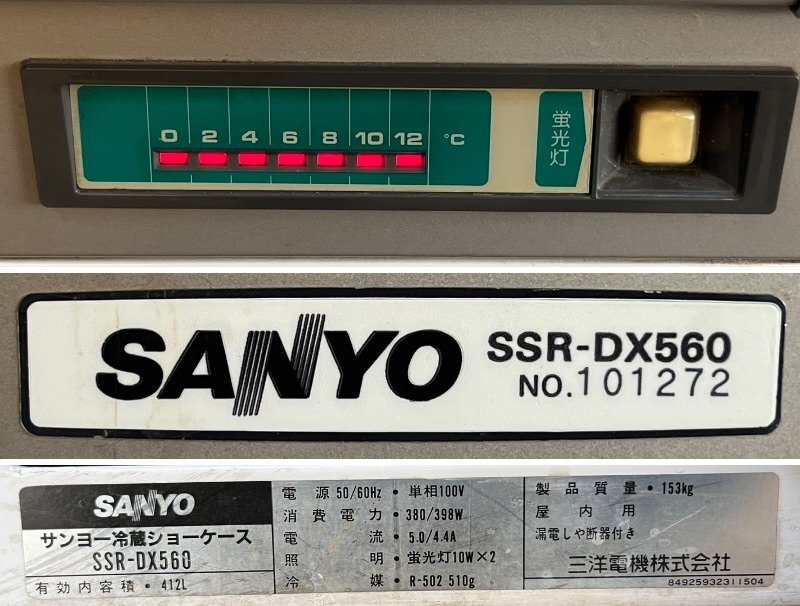 0 2 4 6 8 10 12 °C
蛍光灯
SANYO
SSR-DX560
NO.101272
SANYO
サンヨー冷蔵ショーケース
SSR-DX560
有効内容積・412L
電源 50/60Hz・単相100V
消費電力・380/398W
電流・5.0/4.4A
照明・蛍光灯10W×2
冷媒・R-502 510g
製品質量・153kg
屋内用
漏電しや断器付き
三洋電機株式会社
84925932311504